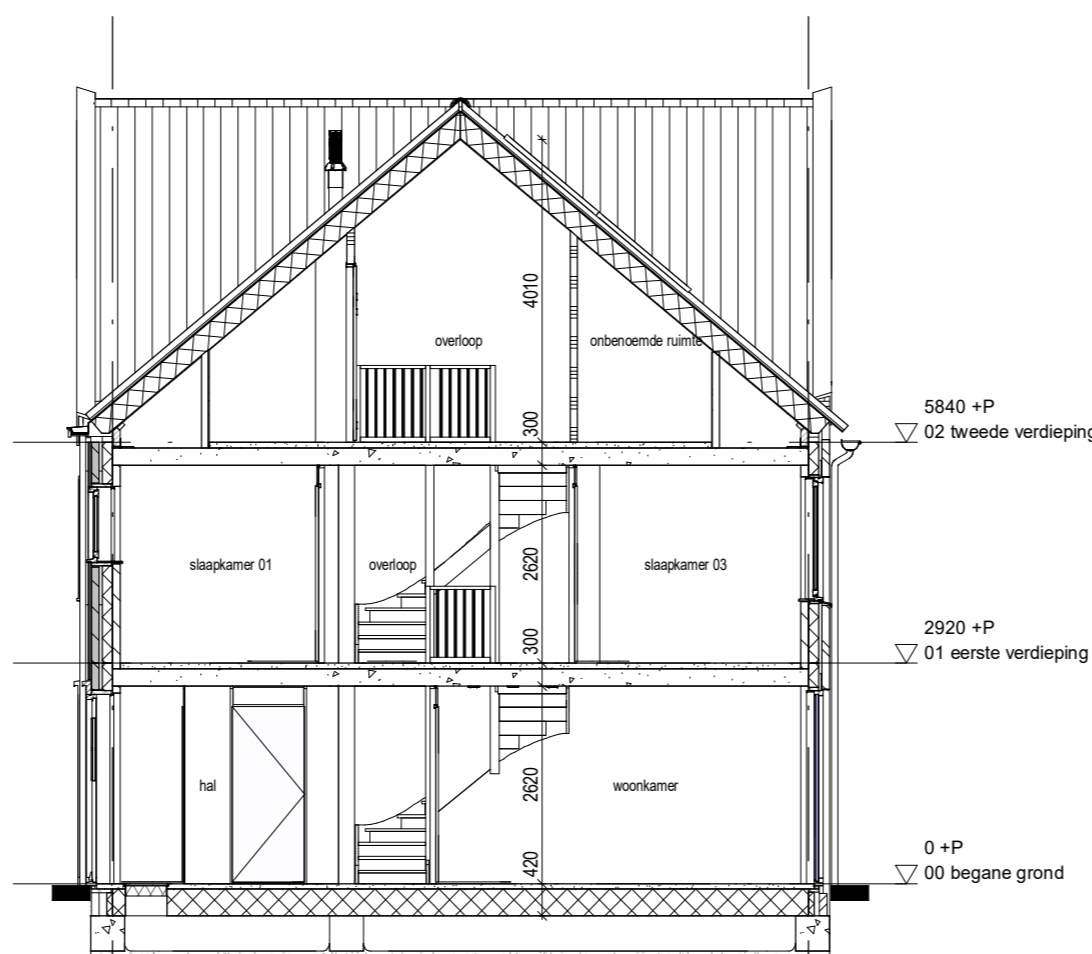 4010
overloop
onbenoemde ruimte
5840 +P
300
02 tweede verdieping
slaapkamer 01
overloop
2620
slaapkamer 03
2920 +P
300
01 eerste verdieping
hal
2620
woonkamer
0 +P
420
00 begane grond